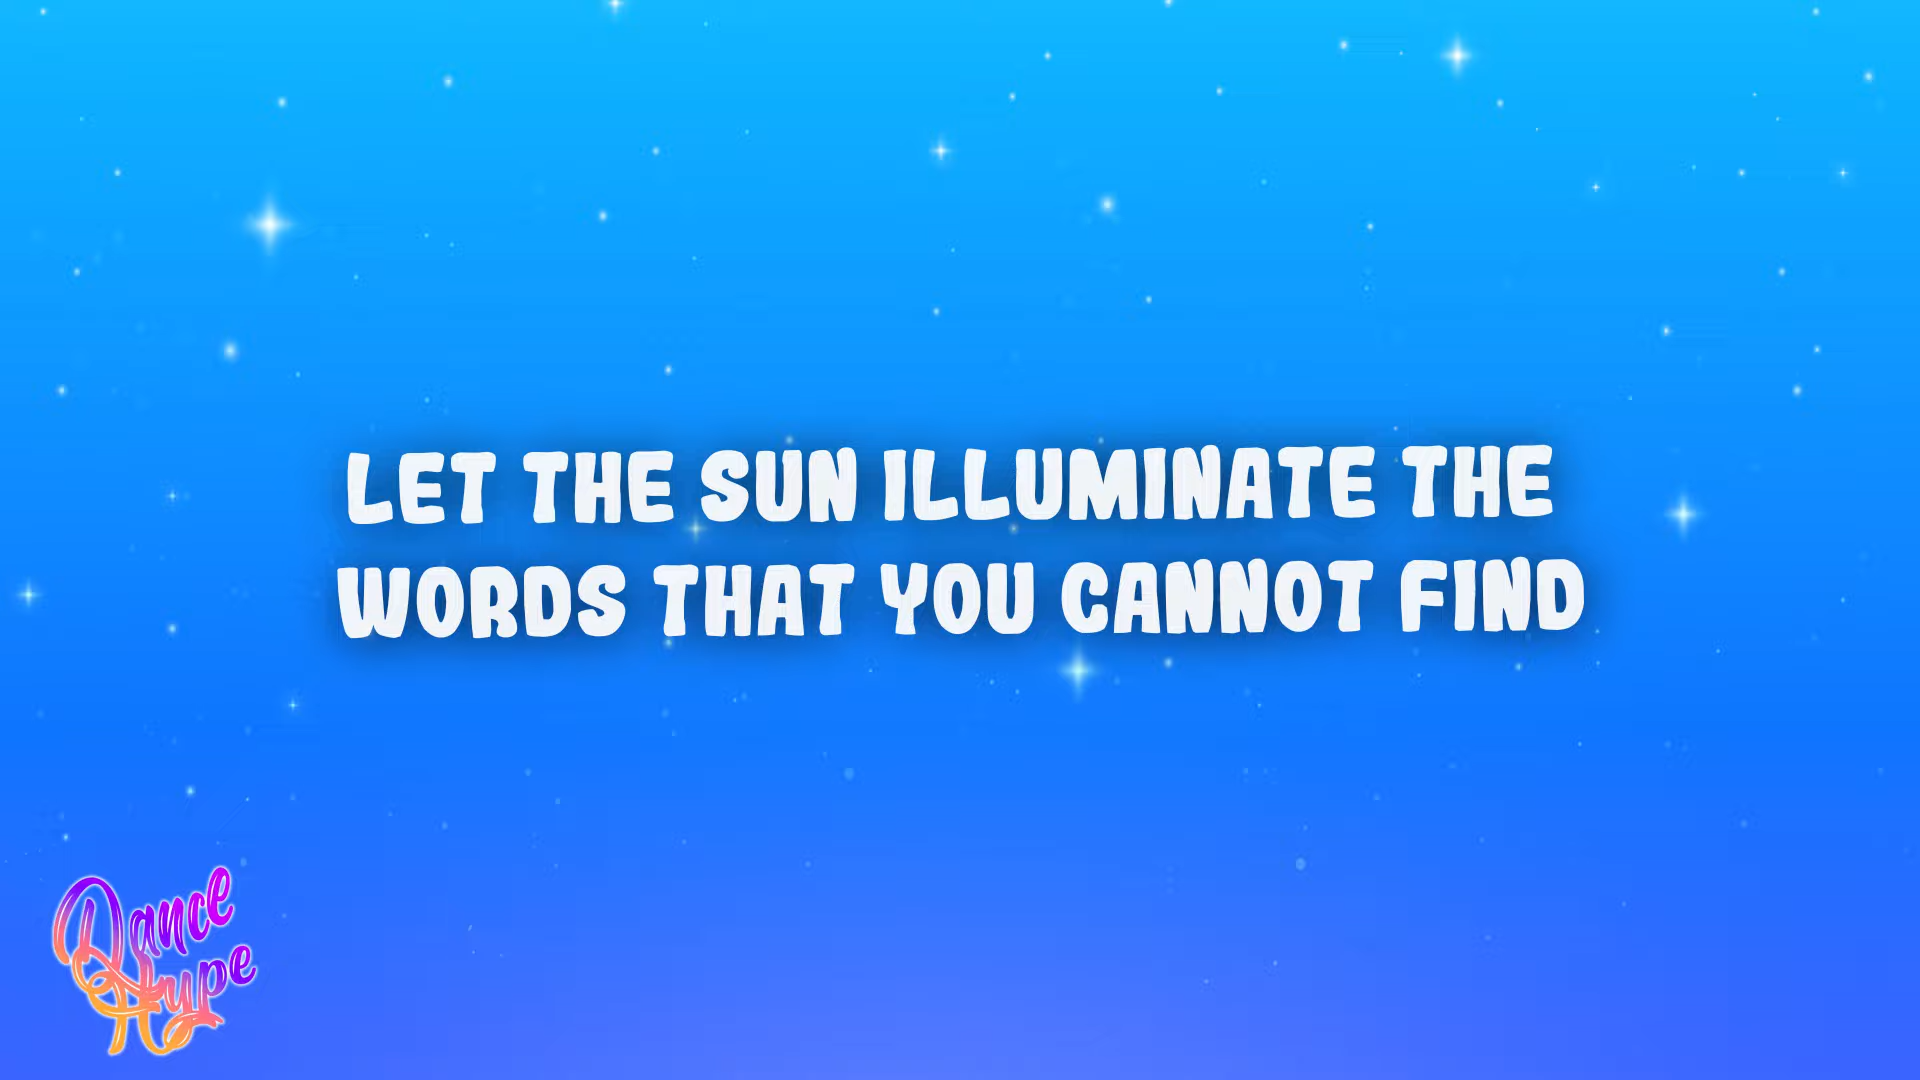 LET THE SUN ILLUMINATE THE
WORDS THAT YOU CANNOT FIND
Dance
Hype